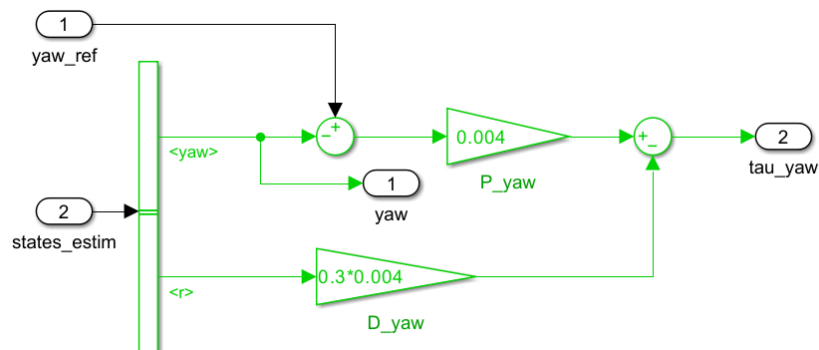 1
yaw_ref
<yaw>
− +
0.004
P_yaw
+ −
2
tau_yaw
1
yaw
2
states_estim
<r>
0.3*0.004
D_yaw